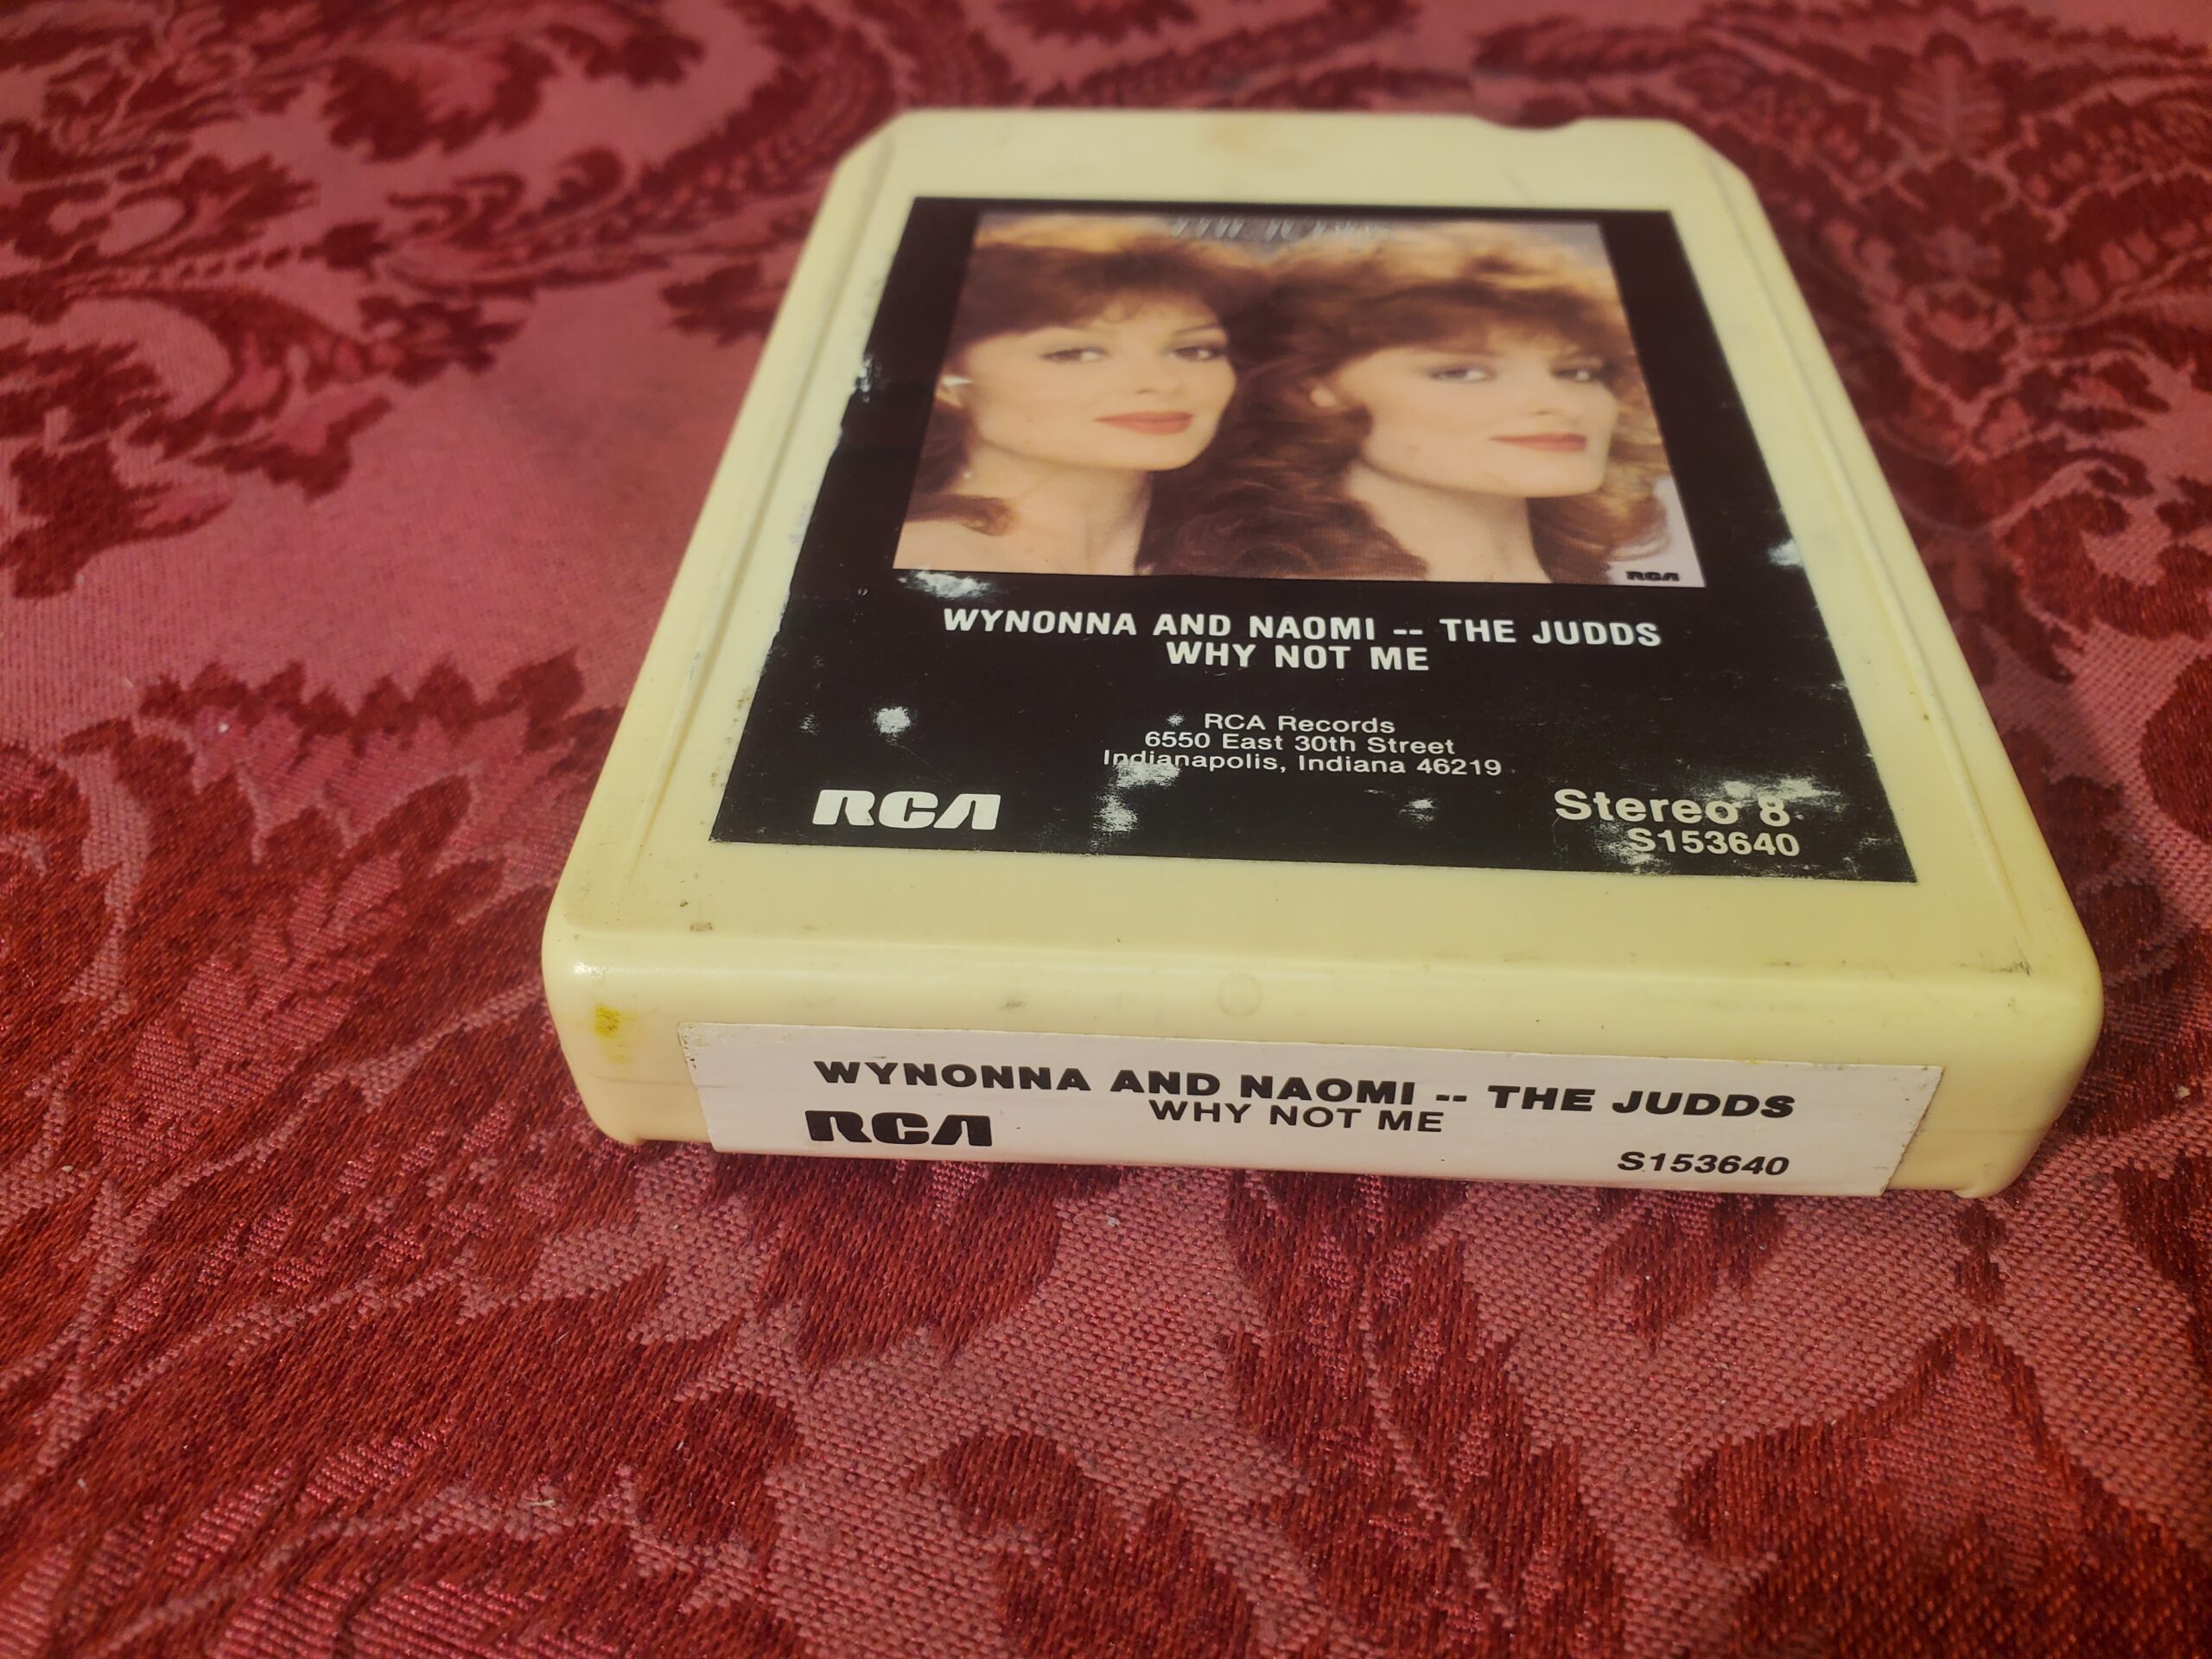 RCA
WYNONNA AND NAOMI -- THE JUDDS
WHY NOT ME
RCA Records
6550 East 30th Street
Indianapolis, Indiana 46219
RCA
Stereo 8
S153640
WYNONNA AND NAOMI -- THE JUDDS
WHY NOT ME
RCA
S153640